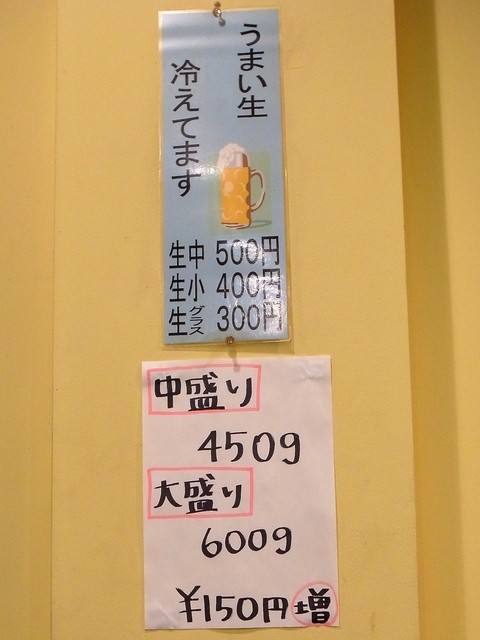 うまい生
冷えてます
生中 500円
生小 400円
生グラス 300円
中盛り
450g
大盛り
600g
¥150円増